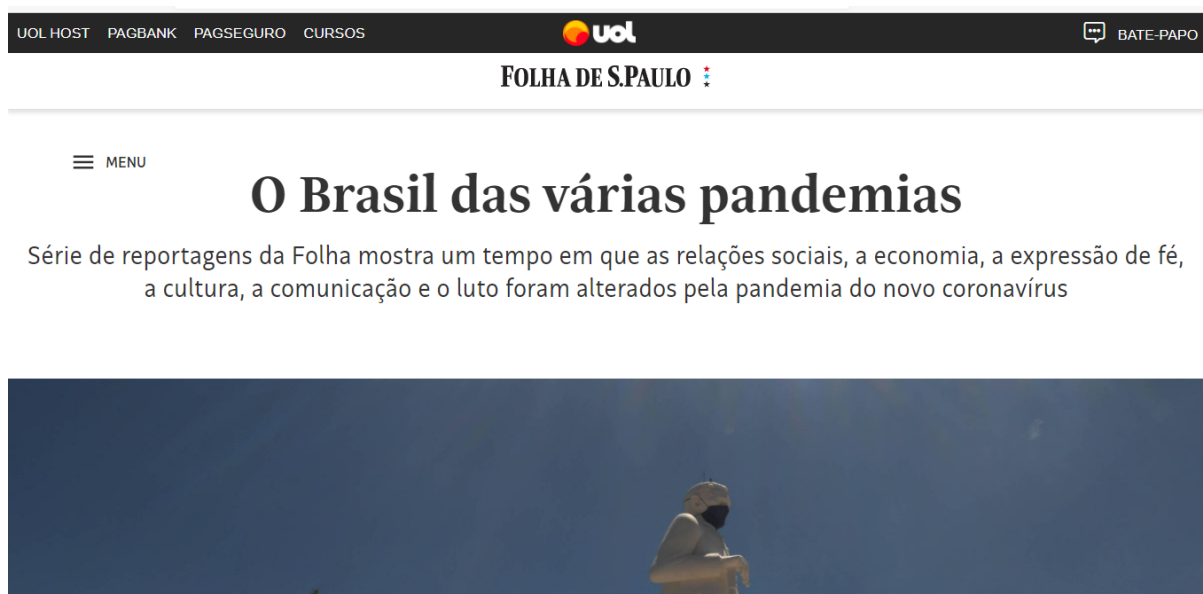 UOL HOST PAGBANK PAGSEGURO CURSOS uol BATE-PAPO
FOLHA DE S.PAULO
MENU
O Brasil das várias pandemias
Série de reportagens da Folha mostra um tempo em que as relações sociais, a economia, a expressão de fé,
a cultura, a comunicação e o luto foram alterados pela pandemia do novo coronavírus